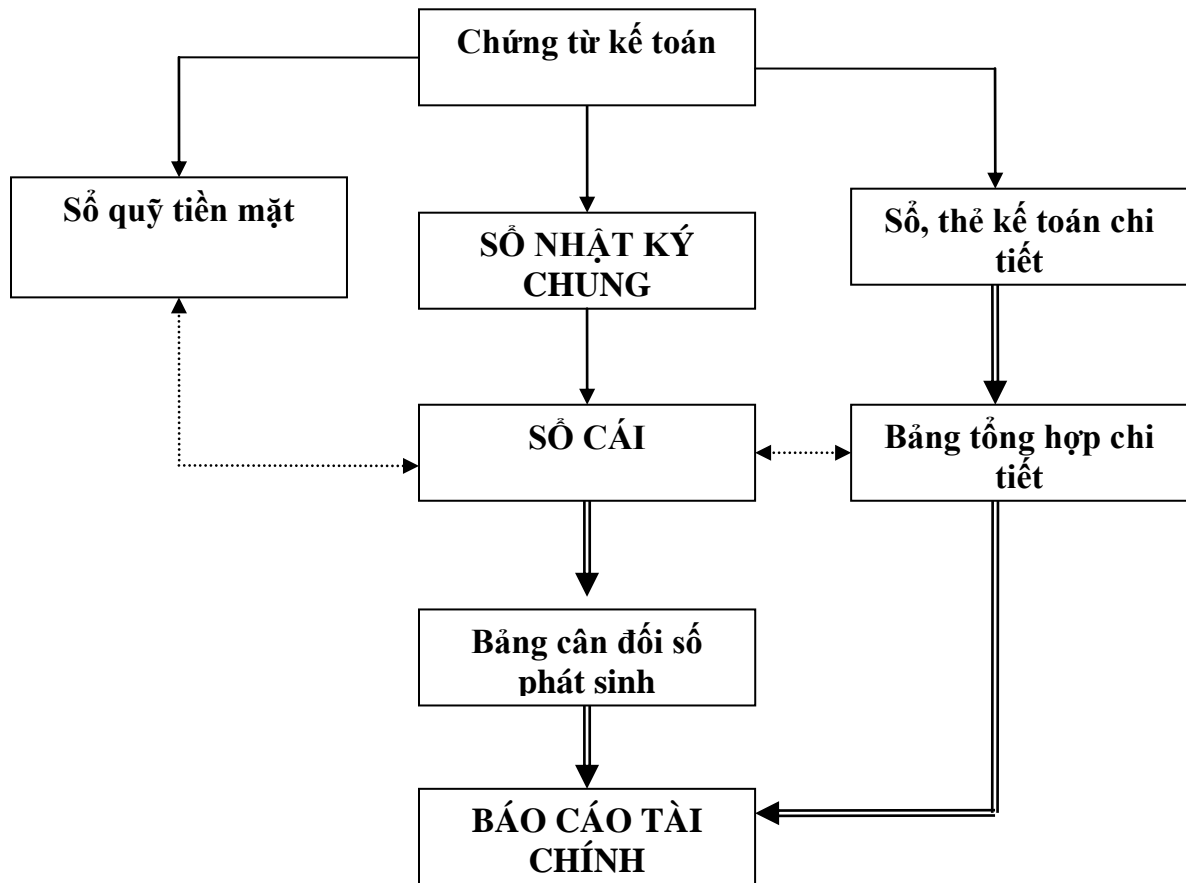 Chứng từ kế toán
Sổ quỹ tiền mặt
SỔ NHẬT KÝ
CHUNG
Sổ, thẻ kế toán chi
tiết
SỔ CÁI
Bảng tổng hợp chi
tiết
Bảng cân đối số
phát sinh
BÁO CÁO TÀI
CHÍNH